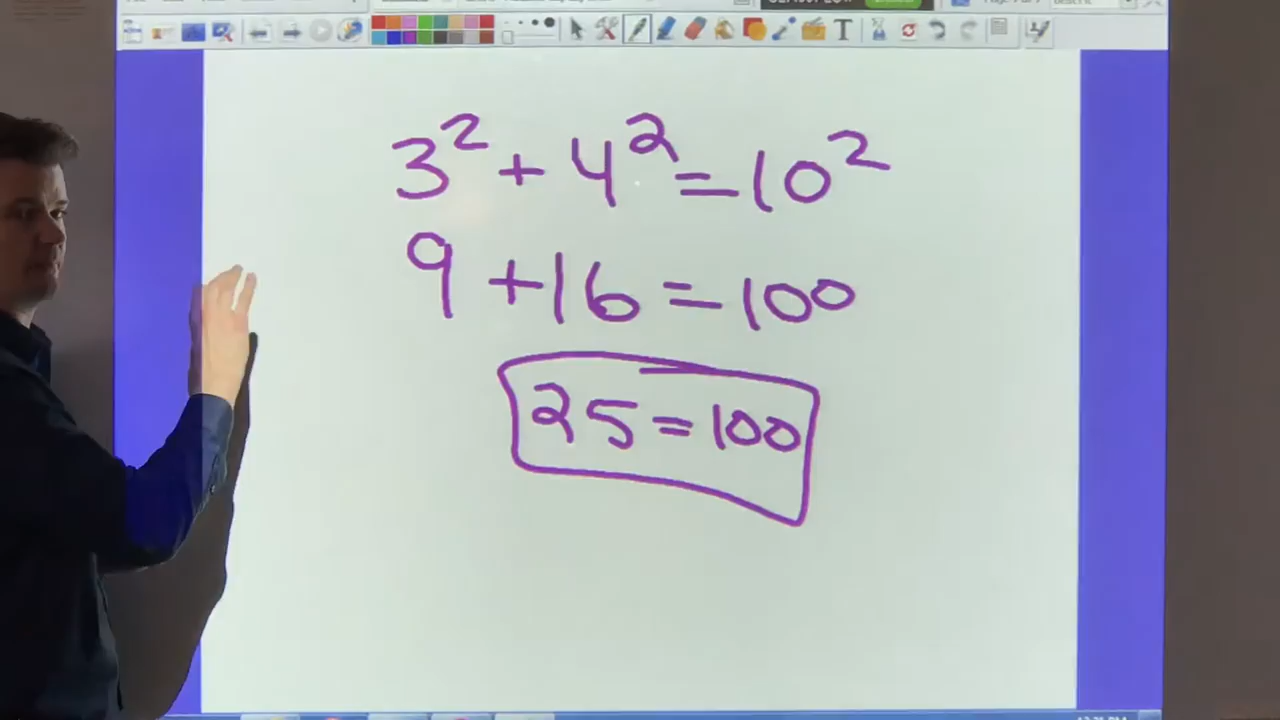 T
3² + 4² = 10²
9 + 16 = 100
25 = 100